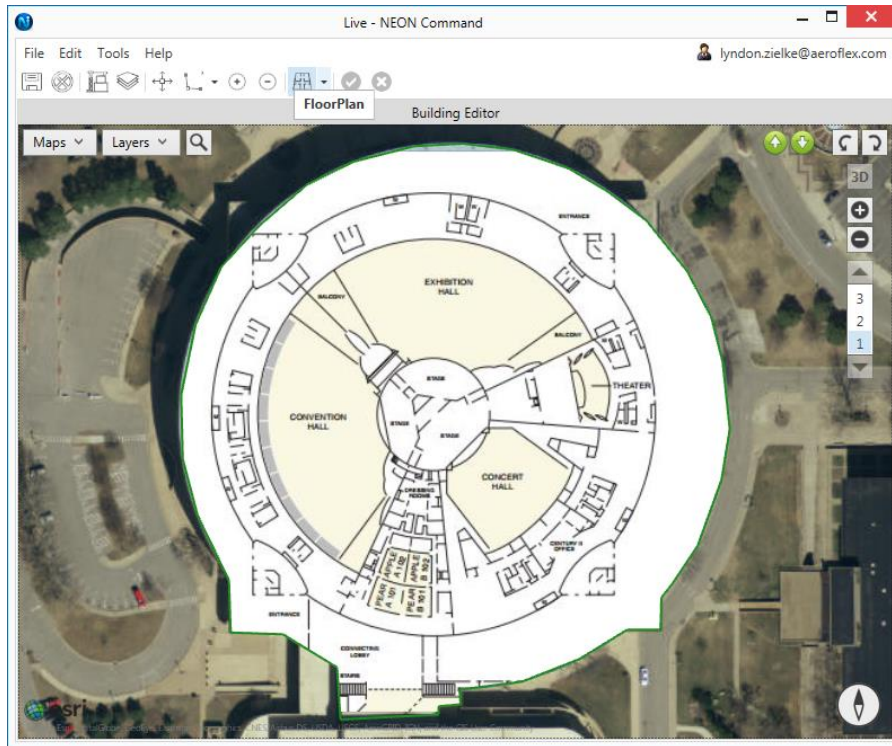 Live - NEON Command
File Edit Tools Help
lyndon.zielke@aeroflex.com
FloorPlan
Building Editor
Maps Layers
3D
3
2
1
ENTRANCE
EXHIBITION
HALL
BALCONY
BALCONY
STAGE
THEATER
CONVENTION
HALL
STAGE
STAGE
CONCERT
HALL
DRESSING
ROOMS
CENTURY II
OFFICE
APPLE
A 102
APPLE
B 102
PEAR
A 101
PEAR
B 101
ENTRANCE
CONNECTING
LOBBY
STAIRS
esri